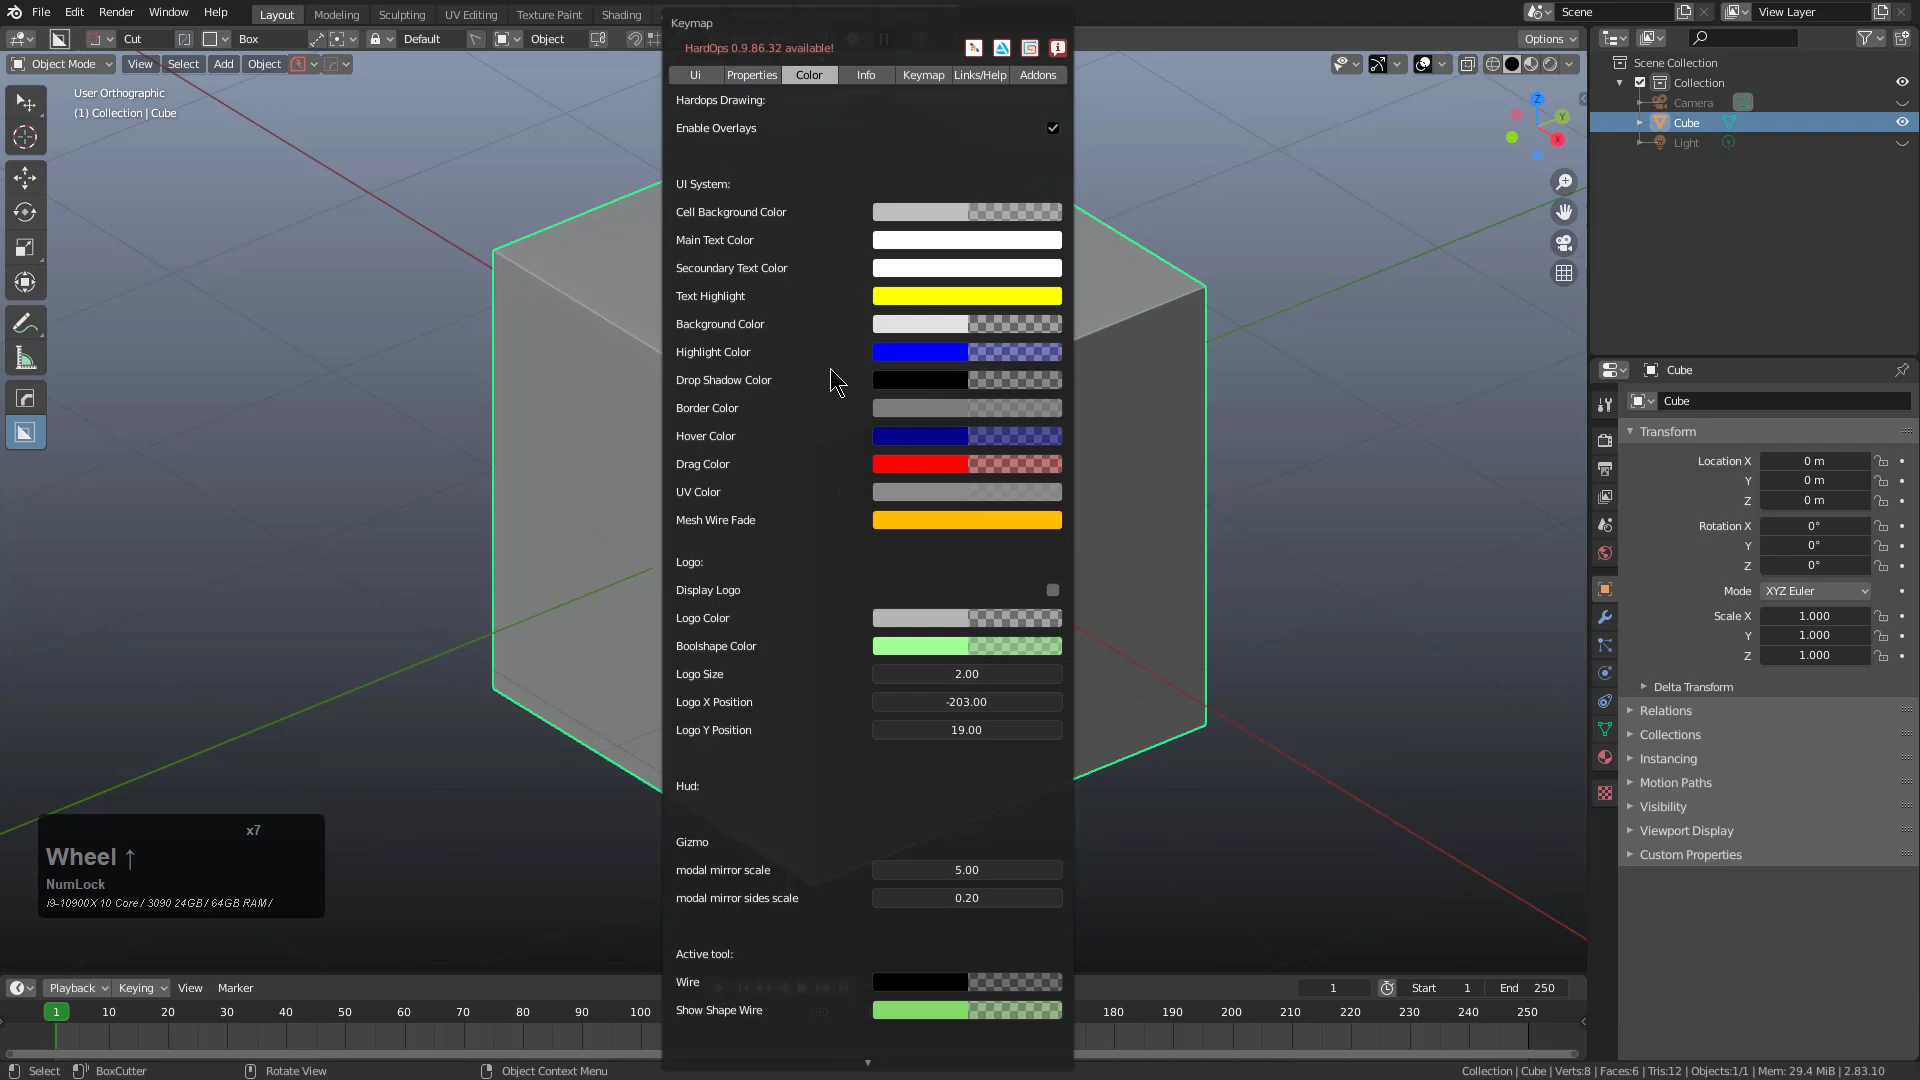 File Edit Render Window Help
Layout Modeling Sculpting UV Editing Texture Paint Shading
Scene
View Layer
Cut
Box
Default
Object
Options
Object Mode View Select Add Object
User Orthographic
(1) Collection | Cube
Z
Y
X
Keymap
HardOps 0.9.86.32 available!
Ui Properties Color Info Keymap Links/Help Addons
Hardops Drawing:
Enable Overlays
UI System:
Cell Background Color
Main Text Color
Secoundary Text Color
Text Highlight
Background Color
Highlight Color
Drop Shadow Color
Border Color
Hover Color
Drag Color
UV Color
Mesh Wire Fade
Logo:
Display Logo
Logo Color
Boolshape Color
Logo Size 2.00
Logo X Position -203.00
Logo Y Position 19.00
Hud:
Gizmo
modal mirror scale 5.00
modal mirror sides scale 0.20
Active tool:
Wire
Show Shape Wire
x7
Wheel ↑
NumLock
i9-10900X 10 Core / 3090 24GB / 64GB RAM /
Scene Collection
Collection
Camera
Cube
Light
Cube
Cube
Transform
Location X 0 m
Y 0 m
Z 0 m
Rotation X 0°
Y 0°
Z 0°
Mode XYZ Euler
Scale X 1.000
Y 1.000
Z 1.000
Delta Transform
Relations
Collections
Instancing
Motion Paths
Visibility
Viewport Display
Custom Properties
Playback Keying View Marker
1 Start 1 End 250
1 10 20 30 40 50 60 70 80 90 100 180 190 200 210 220 230 240 250
Select BoxCutter Rotate View Object Context Menu
Collection | Cube | Verts:8 | Faces:6 | Tris:12 | Objects:1/1 | Mem: 29.4 MiB | 2.83.10